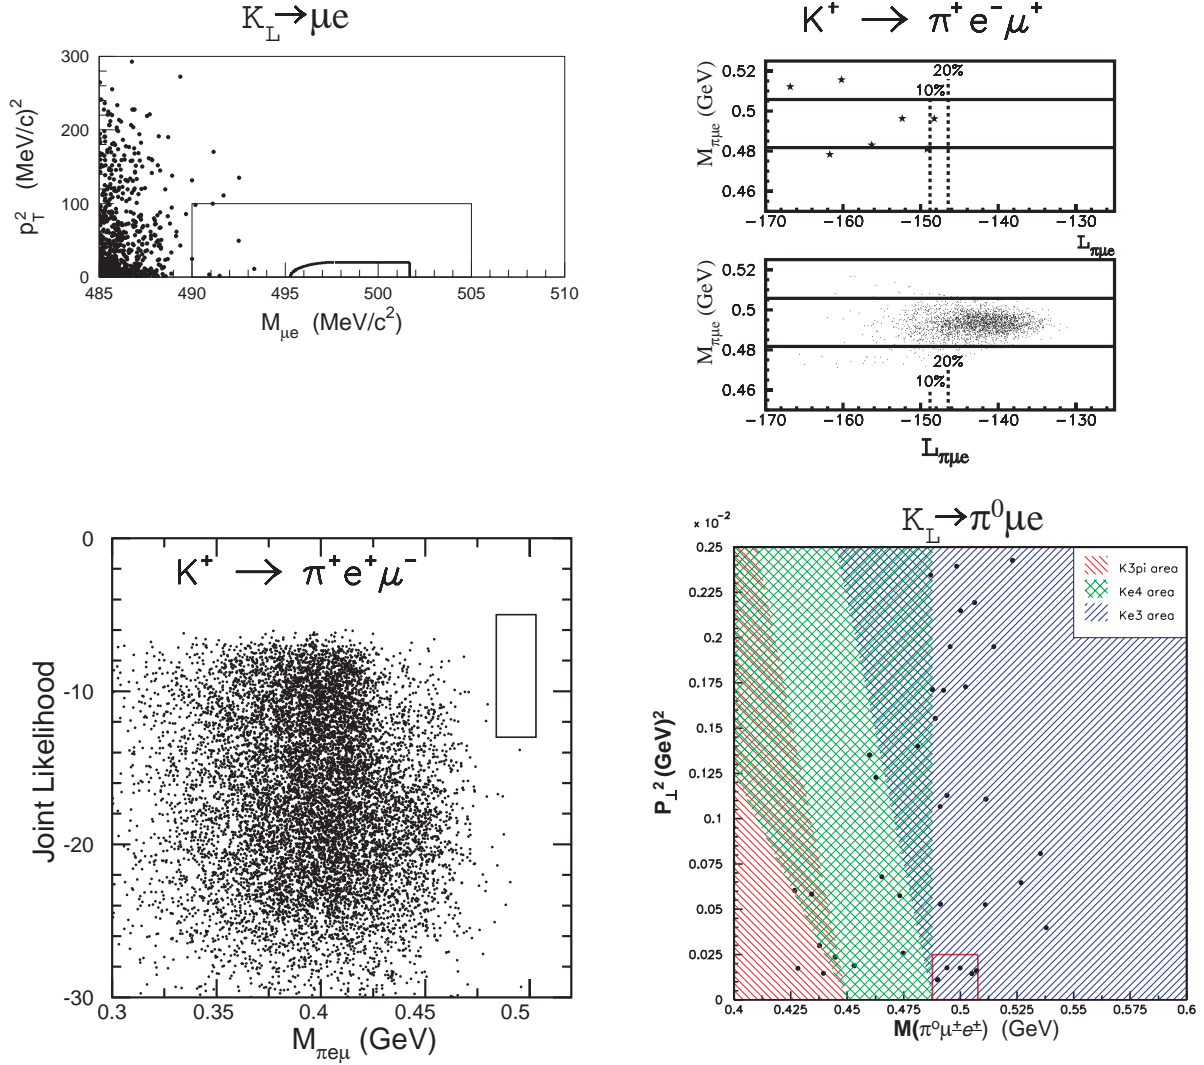 K_L→μe
300
200
100
0
p_T^2 (MeV/c)^2
485 490 495 500 505 510
M_μe (MeV/c^2)
K^+ → π^+ e^- μ^+
0.52
0.5
0.48
0.46
M_πμe (GeV)
20%
10%
-170 -160 -150 -140 -130
L_πμe
0.52
0.5
0.48
0.46
M_πμe (GeV)
20%
10%
-170 -160 -150 -140 -130
L_πμe
K^+ → π^+e^+μ^-
0
-10
-20
-30
Joint Likelihood
0.3 0.35 0.4 0.45 0.5
M_πeμ (GeV)
K_L→π^0μe
x 10^-2
0.25
0.225
0.2
0.175
0.15
0.125
0.1
0.075
0.05
0.025
0
P_⊥^2 (GeV)^2
K3pi area
Ke4 area
Ke3 area
0.4 0.425 0.45 0.475 0.5 0.525 0.55 0.575 0.6
M(π^oμ^±e^±) (GeV)